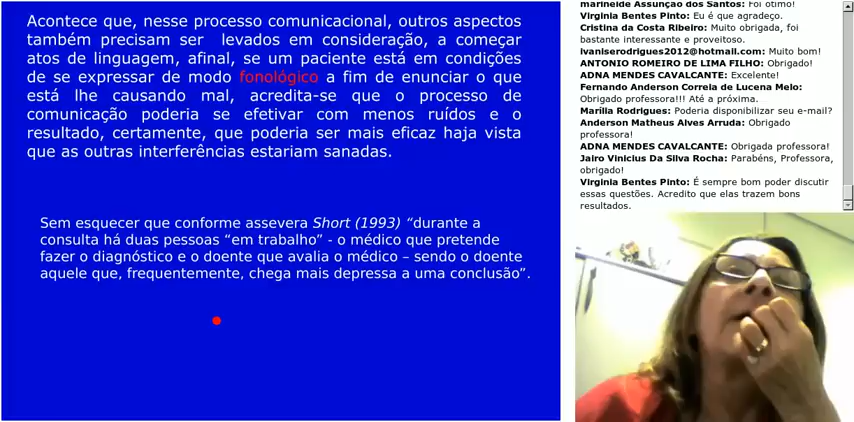 Acontece que, nesse processo comunicacional, outros aspectos
também precisam ser levados em consideração, a começar
atos de linguagem, afinal, se um paciente está em condições
de se expressar de modo fonológico a fim de enunciar o que
está lhe causando mal, acredita-se que o processo de
comunicação poderia se efetivar com menos ruídos e o
resultado, certamente, que poderia ser mais eficaz haja vista
que as outras interferências estariam sanadas.
Sem esquecer que conforme assevera Short (1993) “durante a
consulta há duas pessoas “em trabalho” - o médico que pretende
fazer o diagnóstico e o doente que avalia o médico – sendo o doente
aquele que, frequentemente, chega mais depressa a uma conclusão”.
marineide Assunção dos Santos: Foi otimo!
Virginia Bentes Pinto: Eu é que agradeço.
Cristina da Costa Ribeiro: Muito obrigada, foi
bastante interessante e proveitoso.
ivaniserodrigues2012@hotmail.com: Muito bom!
ANTONIO ROMEIRO DE LIMA FILHO: Obrigado!
ADNA MENDES CAVALCANTE: Excelente!
Fernando Anderson Correia de Lucena Melo:
Obrigado professora!!! Até a próxima.
Marília Rodrigues: Poderia disponibilizar seu e-mail?
Anderson Matheus Alves Arruda: Obrigado
professora!
ADNA MENDES CAVALCANTE: Obrigada professora!
Jairo Vinicius Da Silva Rocha: Parabéns, Professora,
obrigado!
Virginia Bentes Pinto: É sempre bom poder discutir
essas questões. Acredito que elas trazem bons
resultados.